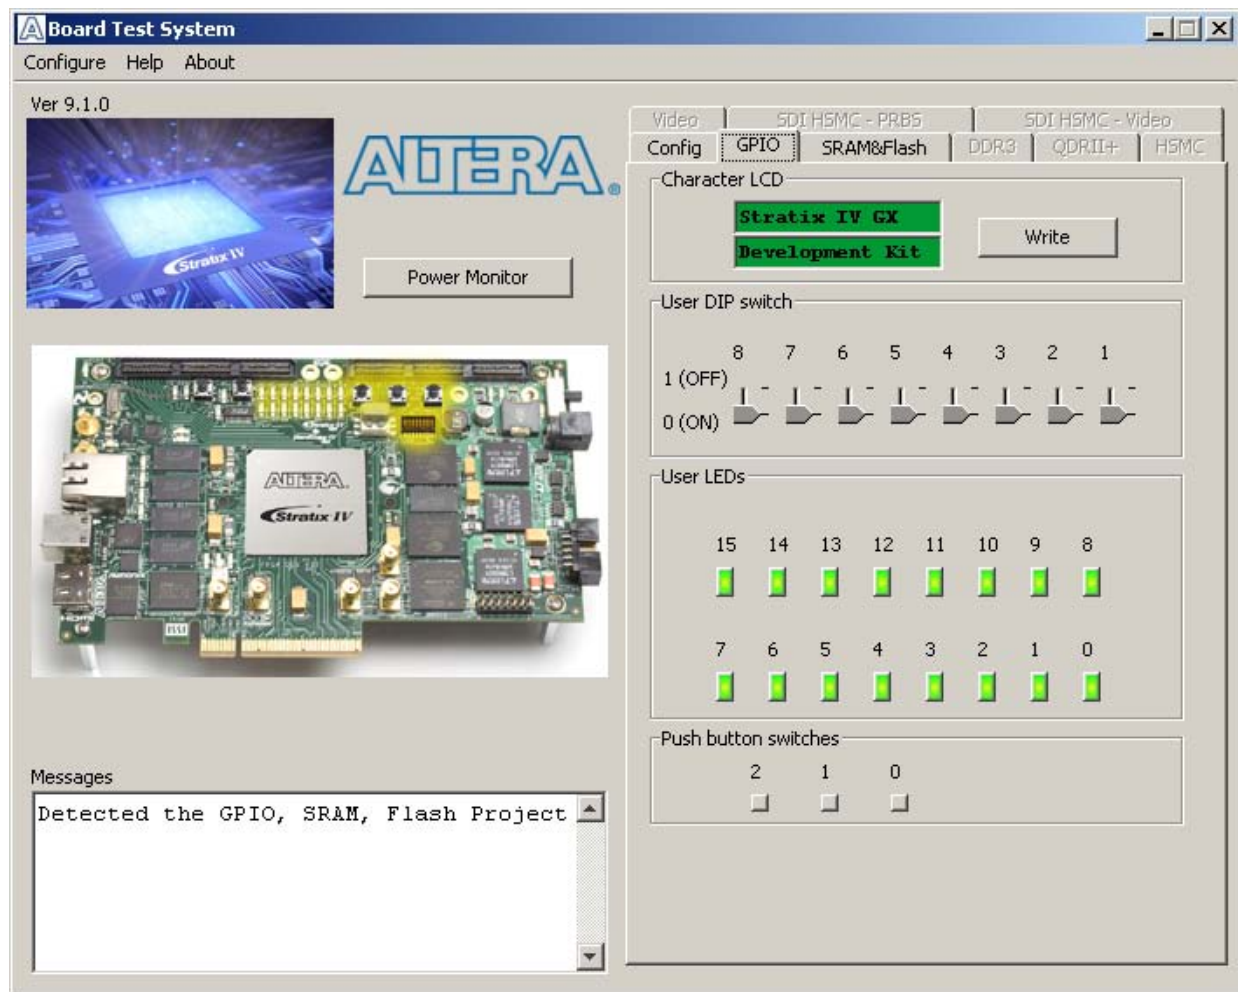 Board Test System
Configure Help About
Ver 9.1.0
Stratix IV
ALTERA
Power Monitor
ALTERA
Stratix IV
Messages
Detected the GPIO, SRAM, Flash Project
Video SDI HSMC - PRBS SDI HSMC - Video
Config GPIO SRAM&Flash DDR3 QDRII+ HSMC
Character LCD
Stratix IV GX
Development Kit
Write
User DIP switch
8 7 6 5 4 3 2 1
1 (OFF)
0 (ON)
User LEDs
15 14 13 12 11 10 9 8
7 6 5 4 3 2 1 0
Push button switches
2 1 0